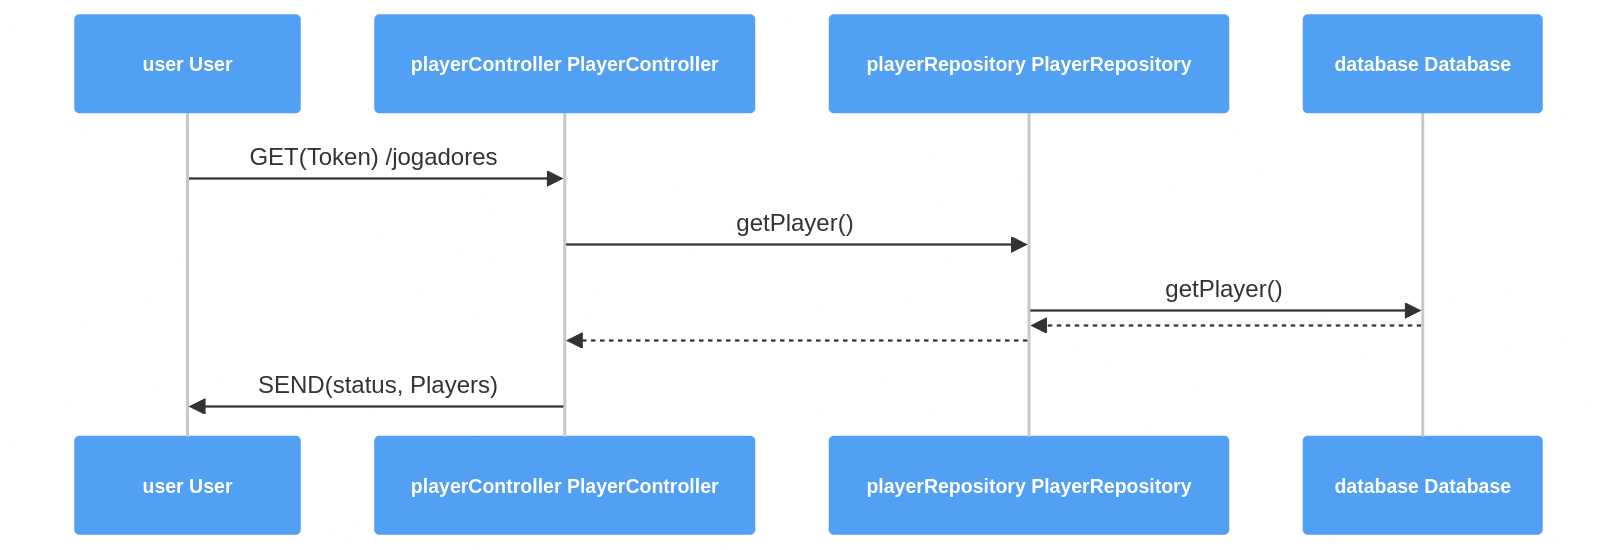 user User
playerController PlayerController
playerRepository PlayerRepository
database Database
GET(Token) /jogadores
getPlayer()
getPlayer()
SEND(status, Players)
user User
playerController PlayerController
playerRepository PlayerRepository
database Database